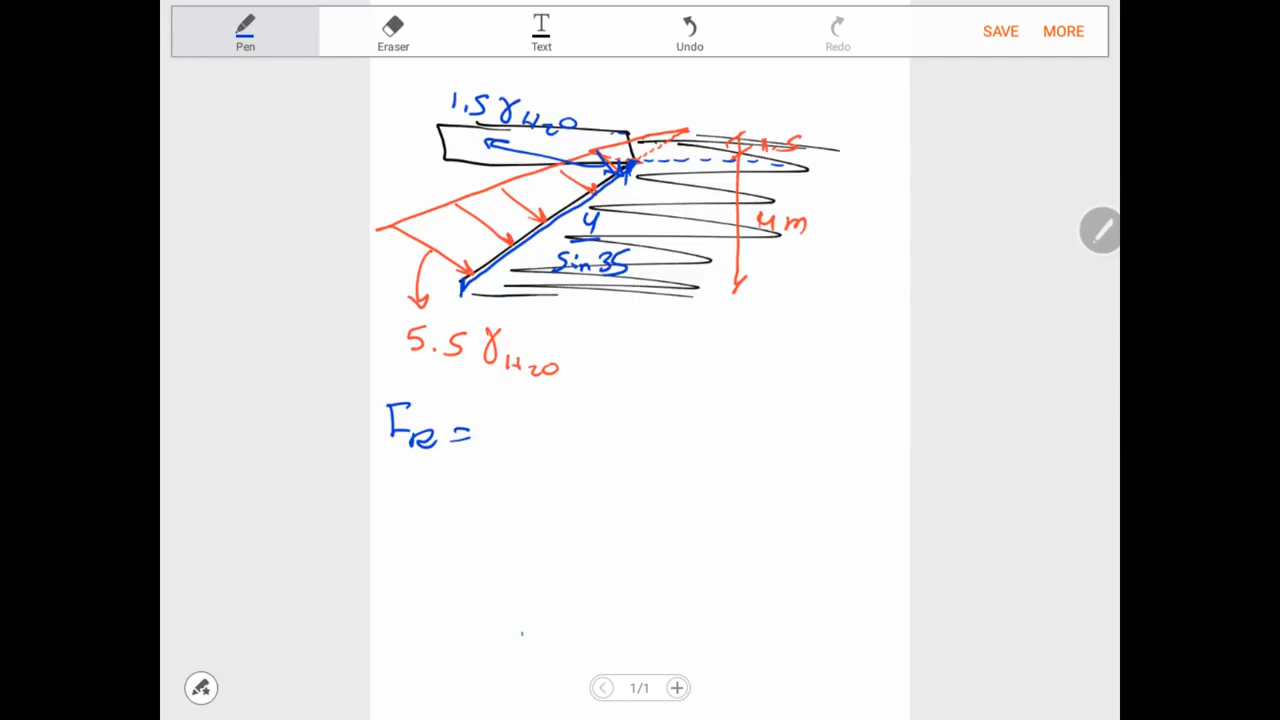 Pen
Eraser
Text
Undo
Redo
SAVE
MORE
1.5 γH2O
1.5
4 m
4
sin 35
5.5 γH2O
FR =
1/1